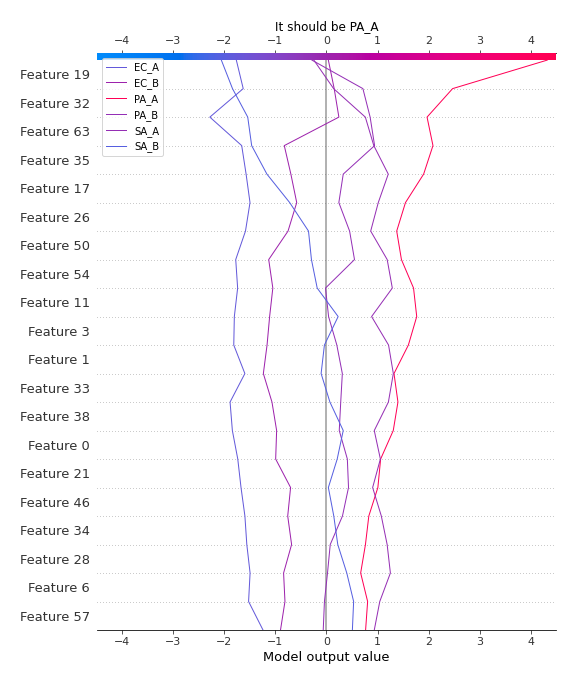 It should be PA_A
−4 −3 −2 −1 0 1 2 3 4
EC_A
EC_B
PA_A
PA_B
SA_A
SA_B
Feature 19
Feature 32
Feature 63
Feature 35
Feature 17
Feature 26
Feature 50
Feature 54
Feature 11
Feature 3
Feature 1
Feature 33
Feature 38
Feature 0
Feature 21
Feature 46
Feature 34
Feature 28
Feature 6
Feature 57
−4 −3 −2 −1 0 1 2 3 4
Model output value